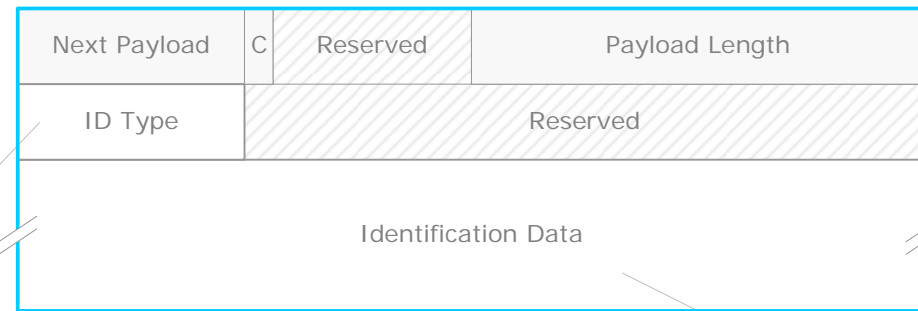 Next Payload C Reserved Payload Length
ID Type Reserved
Identification Data